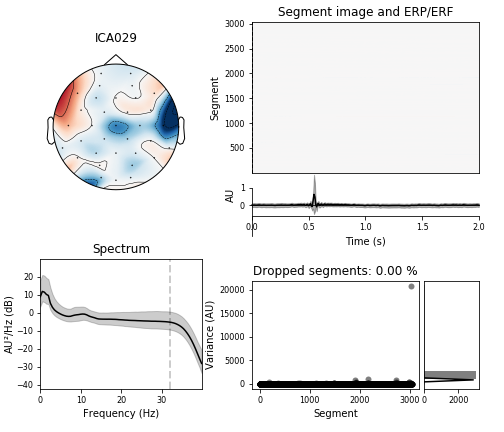 ICA029
Segment image and ERP/ERF
Segment
3000
2500
2000
1500
1000
500
AU
1
0
0.0 0.5 1.0 1.5 2.0
Time (s)
Spectrum
AU²/Hz (dB)
20
10
0
−10
−20
−30
−40
0 10 20 30
Frequency (Hz)
Dropped segments: 0.00 %
Variance (AU)
20000
15000
10000
5000
0
0 1000 2000 3000
Segment
0 2000